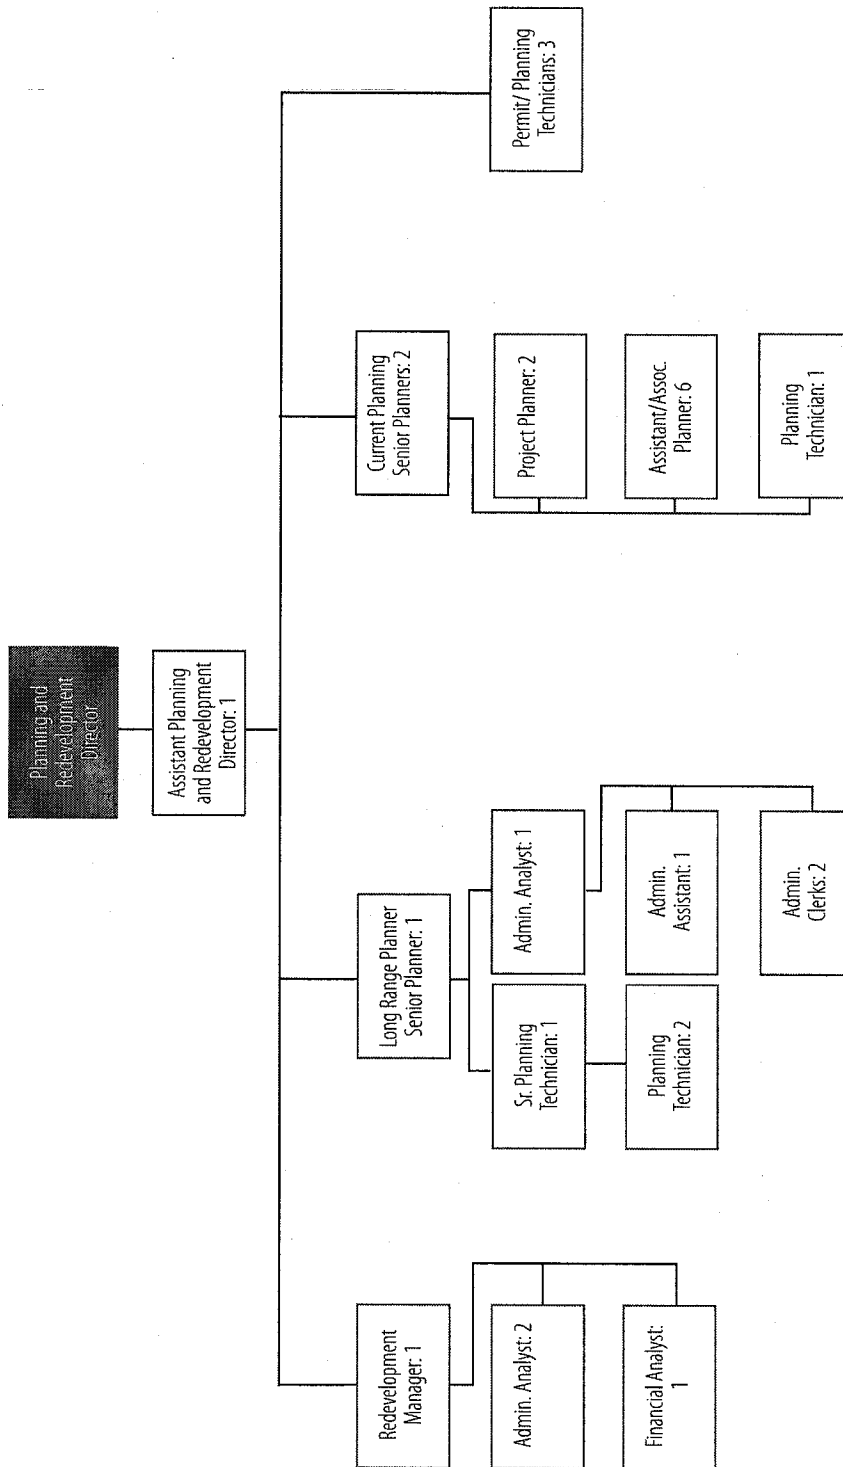 Planning and
Redevelopment
Director
Assistant Planning
and Redevelopment
Director: 1
Redevelopment
Manager: 1
Admin. Analyst: 2
Financial Analyst:
1
Long Range Planner
Senior Planner: 1
Sr. Planning
Technician: 1
Planning
Technician: 2
Admin. Analyst: 1
Admin.
Assistant: 1
Admin.
Clerks: 2
Current Planning
Senior Planners: 2
Project Planner: 2
Assistant/Assoc.
Planner: 6
Planning
Technician: 1
Permit/ Planning
Technicians: 3